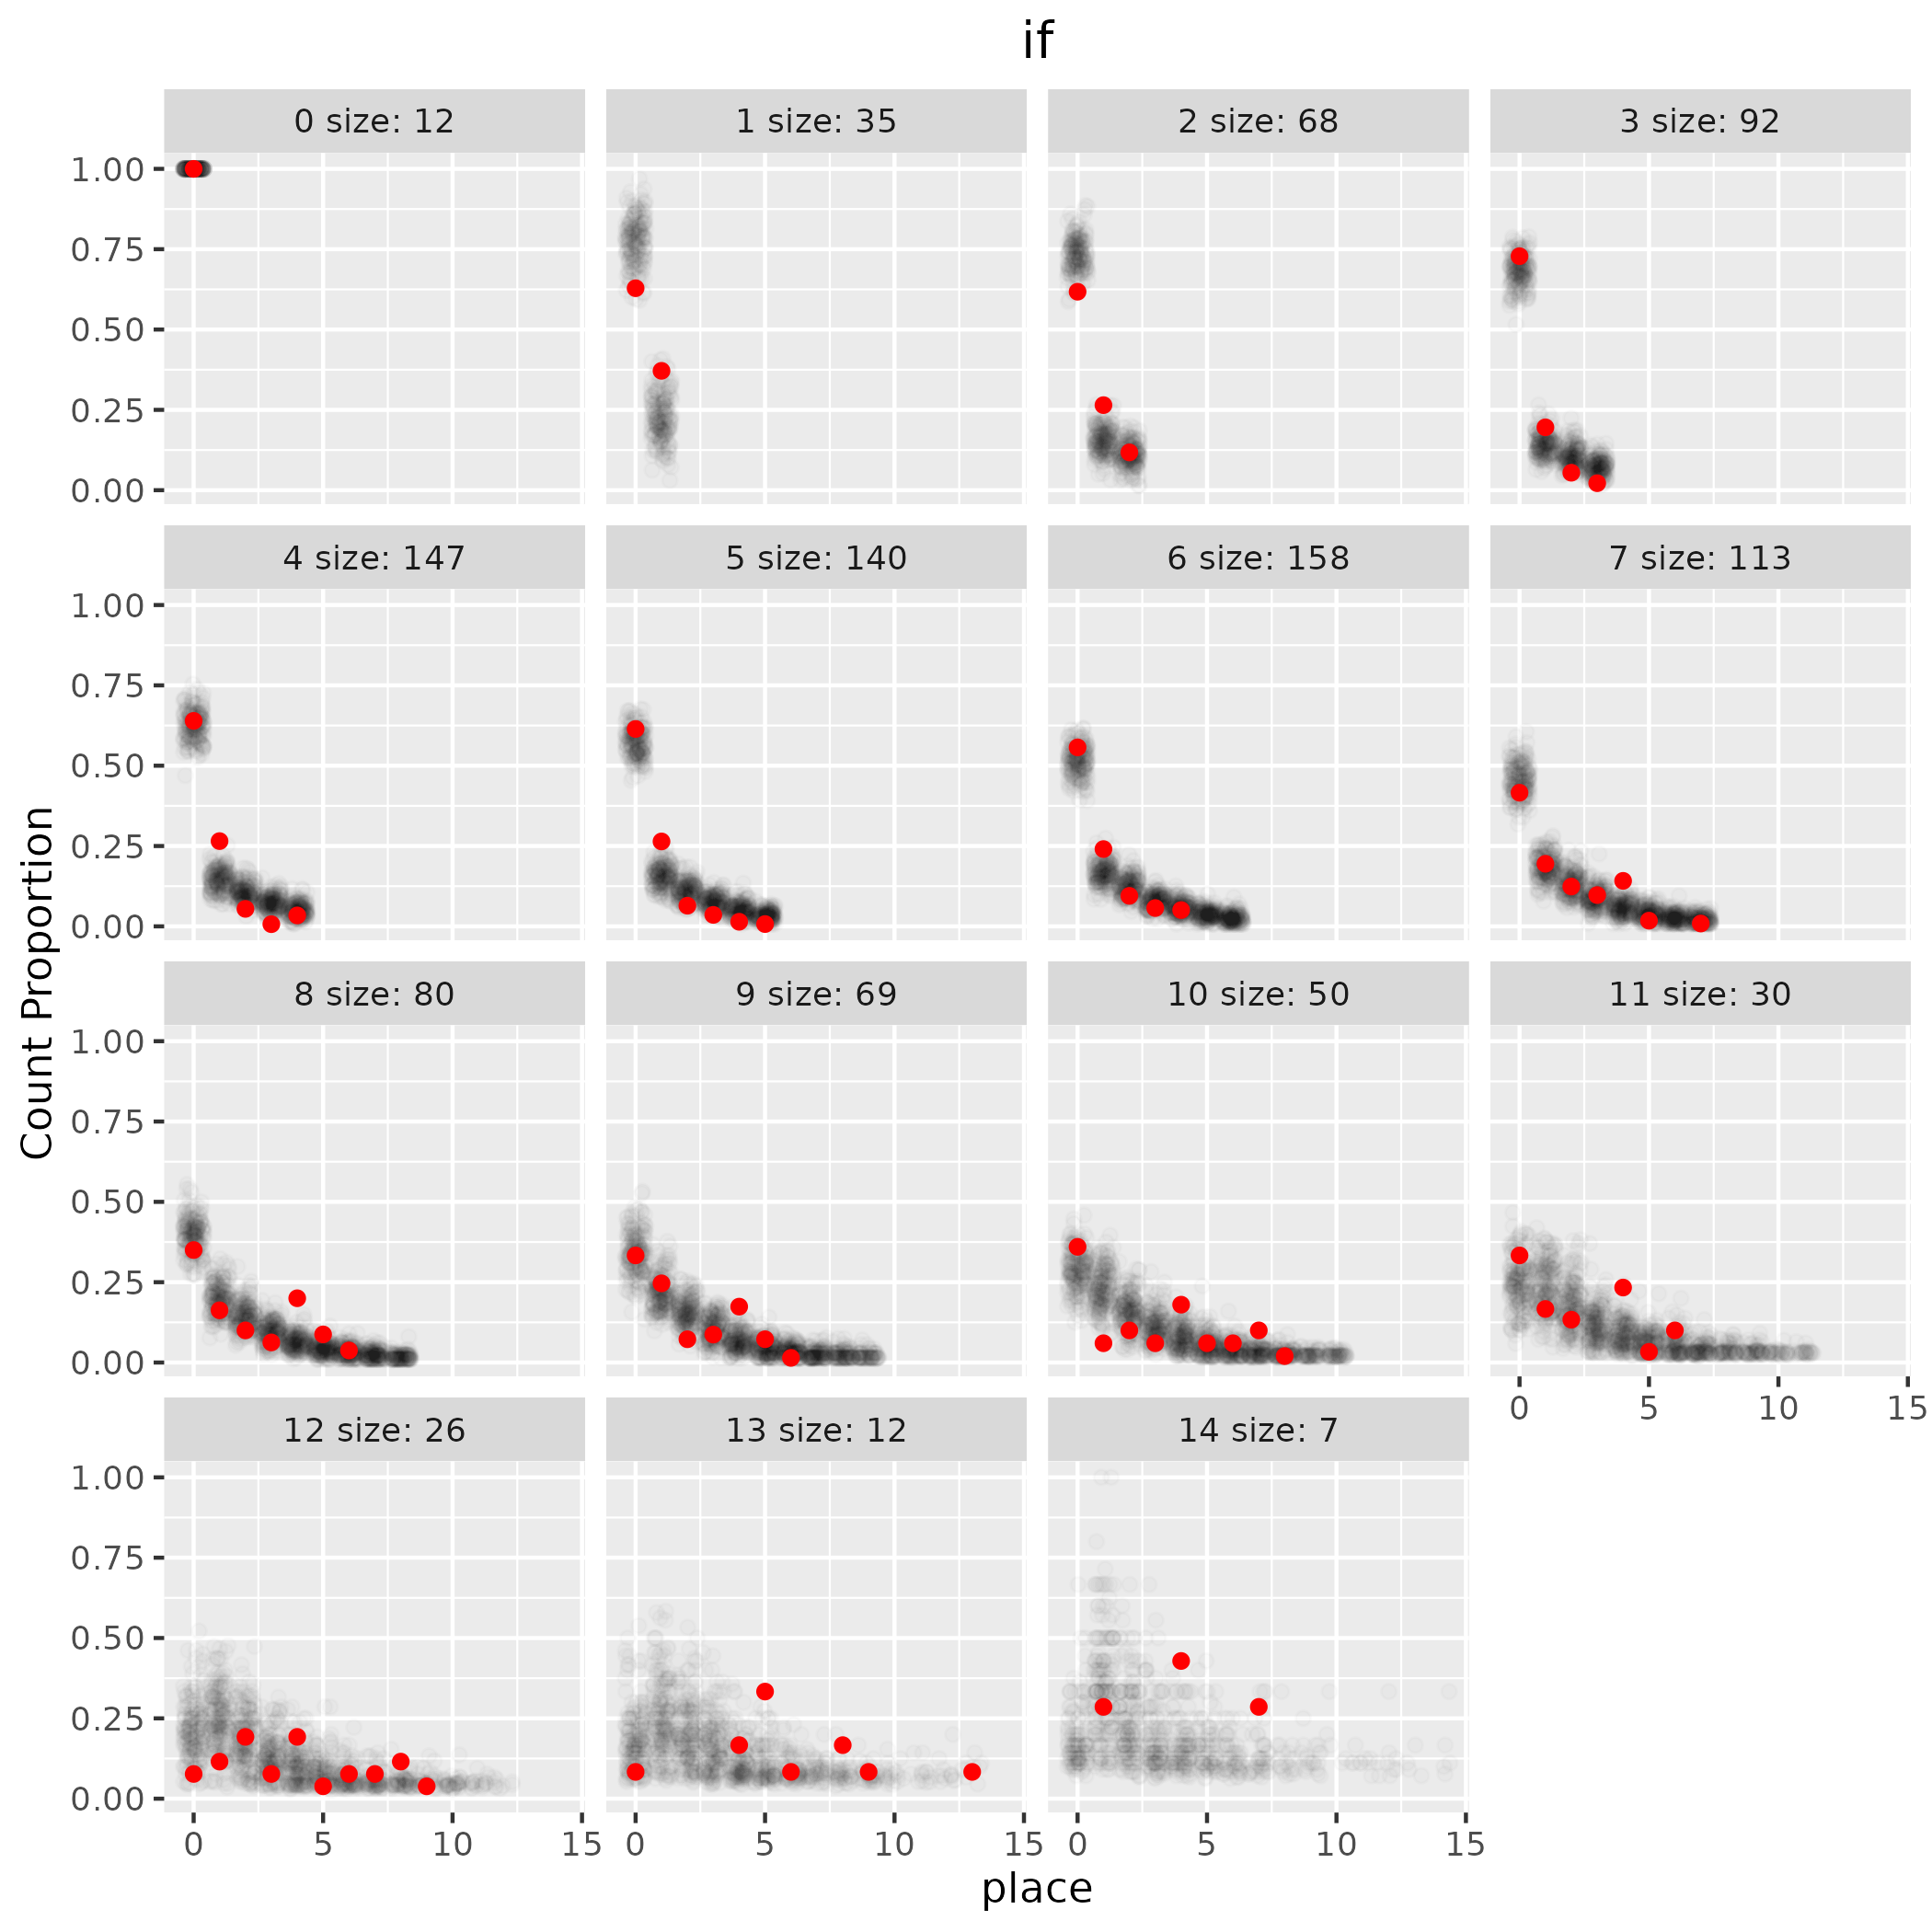 if
0 size: 12
1 size: 35
2 size: 68
3 size: 92
1.00
0.75
0.50
0.25
0.00
4 size: 147
5 size: 140
6 size: 158
7 size: 113
1.00
0.75
0.50
0.25
0.00
Count Proportion
8 size: 80
9 size: 69
10 size: 50
11 size: 30
1.00
0.75
0.50
0.25
0.00
0 5 10 15
12 size: 26
13 size: 12
14 size: 7
1.00
0.75
0.50
0.25
0.00
0 5 10 15
0 5 10 15
0 5 10 15
place